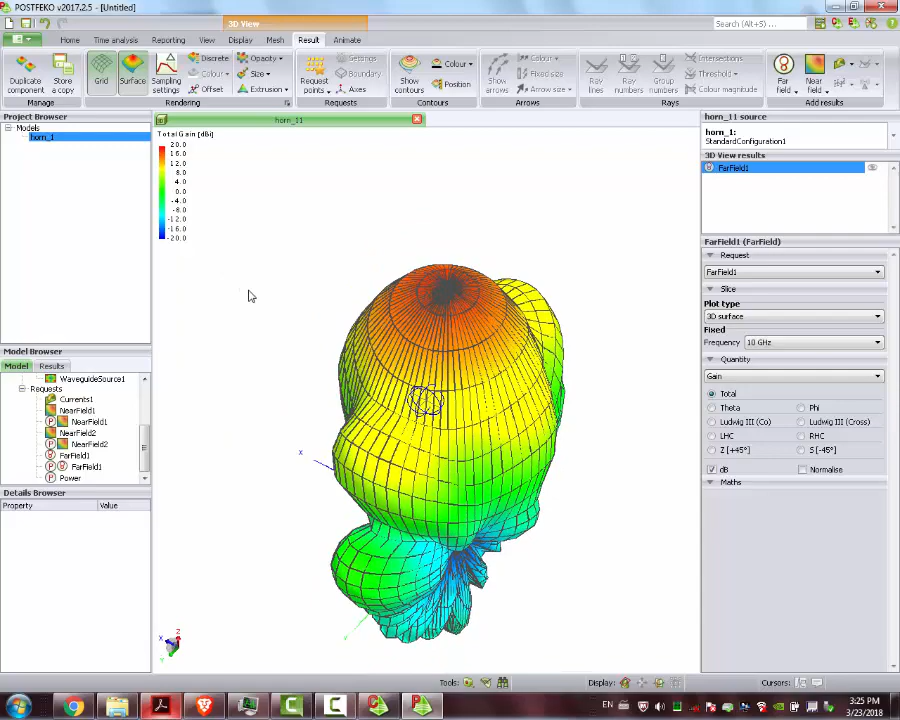 POSTFEKO v2017.2.5 - [Untitled]
3D View
Search (Alt+S) ...
Home Time analysis Reporting View Display Mesh Result Animate
Duplicate component
Store a copy
Manage
Grid
Surface
Sampling settings
Discrete
Colour
Offset
Opacity
Size
Extrusion
Rendering
Request points
Settings
Boundary
Axes
Requests
Show contours
Colour
Position
Contours
Show arrows
Colour
Fixed size
Arrow size
Arrows
Ray lines
Ray numbers
Group numbers
Intersections
Threshold
Colour magnitude
Rays
Far field
Near field
Add results
Project Browser
Models
horn_1
horn_11
Total Gain [dBi]
20.0
16.0
12.0
8.0
4.0
0.0
-4.0
-8.0
-12.0
-16.0
-20.0
X
Y
Z
X
Y
Model Browser
Model Results
WaveguideSource1
Requests
Currents1
NearField1
P NearField1
NearField2
P NearField2
FarField1
P FarField1
P Power
Details Browser
Property Value
horn_11 source
horn_1:
StandardConfiguration1
3D View results
FarField1
FarField1 (FarField)
Request
FarField1
Slice
Plot type
3D surface
Fixed
Frequency 10 GHz
Quantity
Gain
Total
Theta Phi
Ludwig III (Co) Ludwig III (Cross)
LHC RHC
Z [+45°] S [-45°]
dB Normalise
Maths
Tools: Display: Cursors:
EN
3:25 PM
3/23/2018